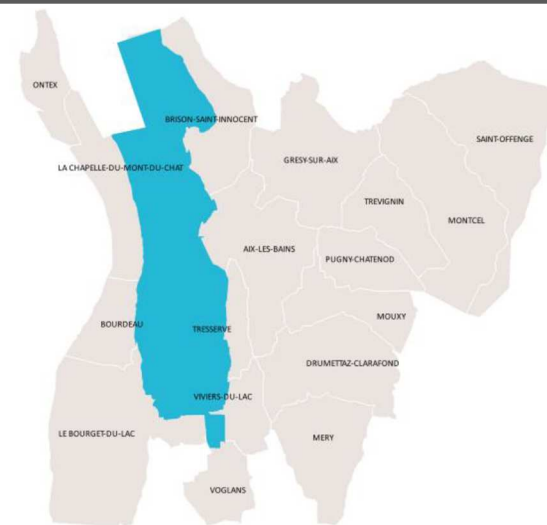 ONTEX
BRISON-SAINT-INNOCENT
SAINT-OFFENGE
LA CHAPELLE-DU-MONT-DU-CHAT
GRESY-SUR-AIX
TREVIGNIN
MONTCEL
AIX-LES-BAINS
PUGNY-CHATENOD
BOURDEAU
TRESSERVE
MOUXY
DRUMETTAZ-CLARAFOND
VIVIERS-DU-LAC
LE BOURGET-DU-LAC
MERY
VOGLANS